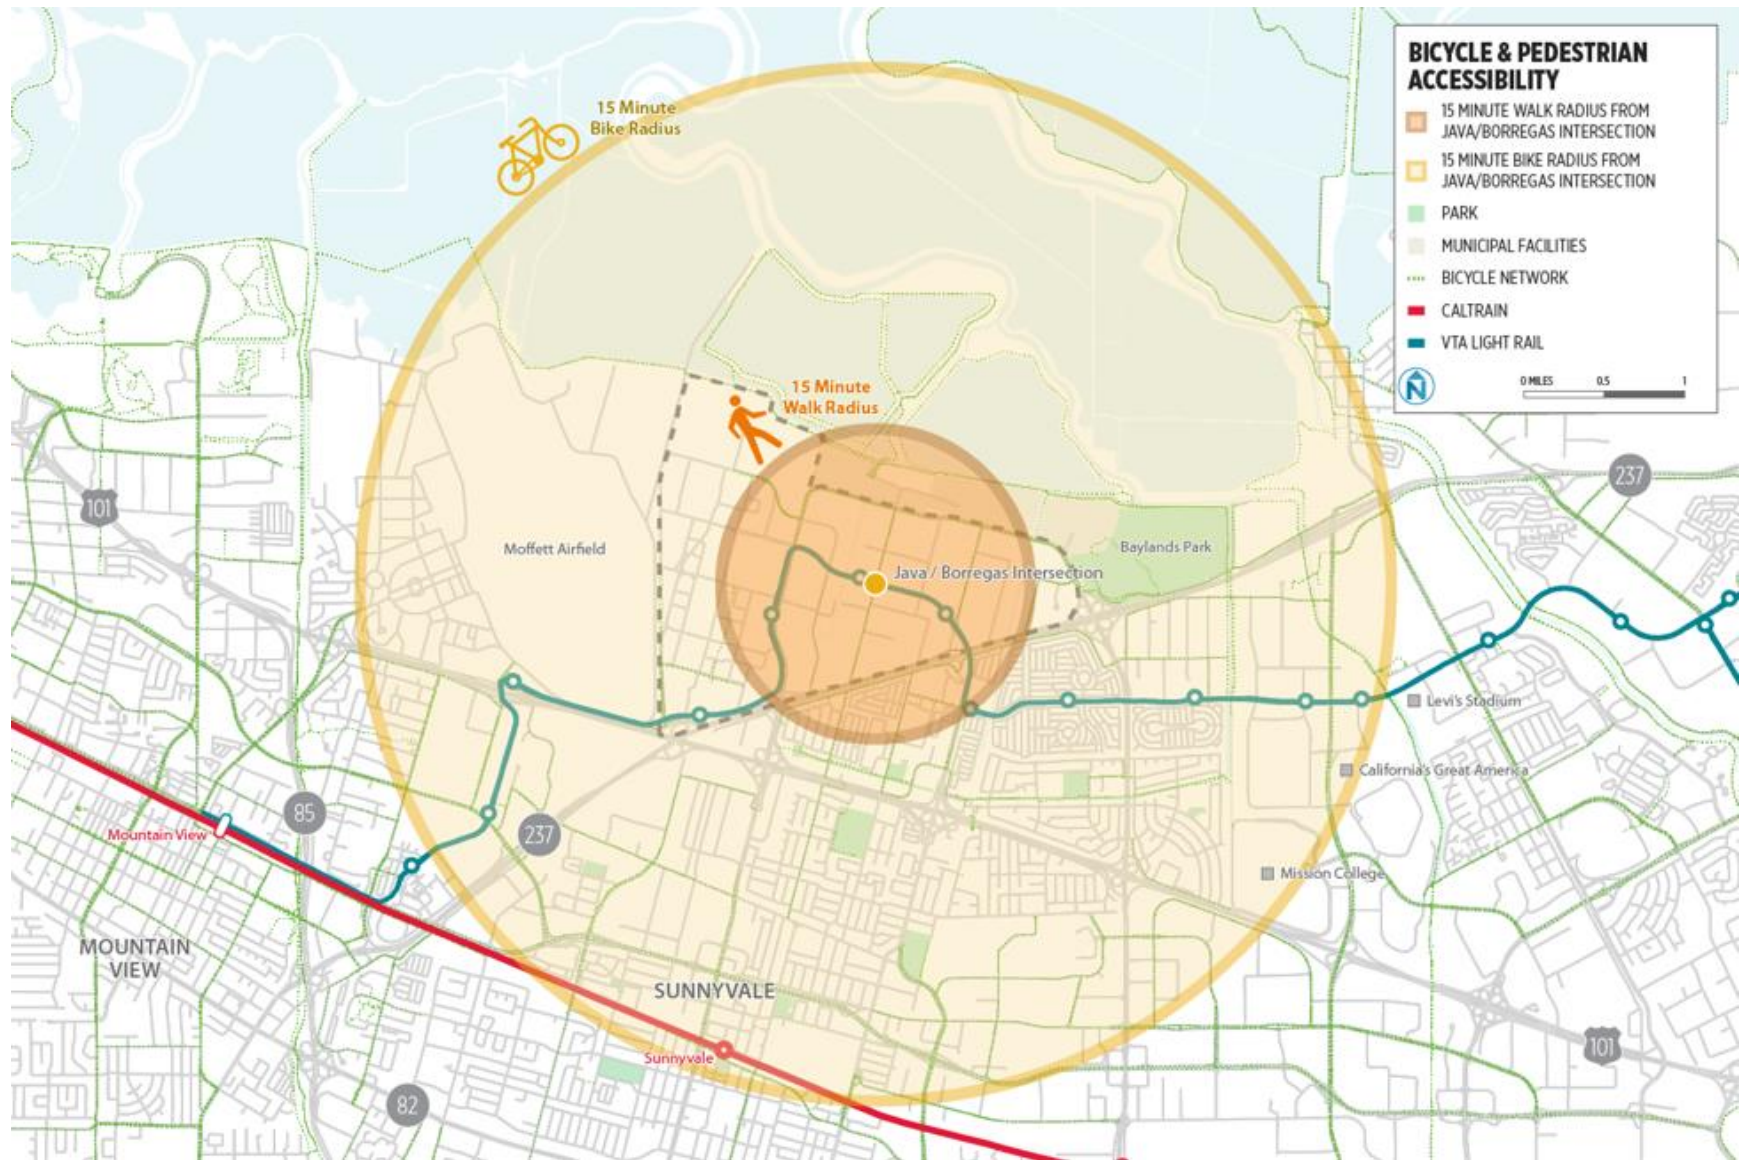 BICYCLE & PEDESTRIAN
ACCESSIBILITY
15 MINUTE WALK RADIUS FROM
JAVA/BORREGAS INTERSECTION
15 MINUTE BIKE RADIUS FROM
JAVA/BORREGAS INTERSECTION
PARK
MUNICIPAL FACILITIES
BICYCLE NETWORK
CALTRAIN
VTA LIGHT RAIL
N
0 MILES 0.5 1
15 Minute
Bike Radius
15 Minute
Walk Radius
237
101
Moffett Airfield
Baylands Park
Java / Borregas Intersection
Levi's Stadium
California's Great America
85
Mountain View
237
Mission College
MOUNTAIN
VIEW
SUNNYVALE
Sunnyvale
101
82